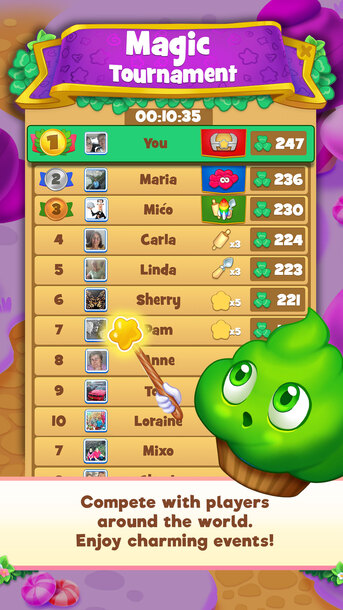 Magic
Tournament
00:10:35
1 You 247
2 Maria 236
3 Mićo 230
4 Carla x3 224
5 Linda x3 223
6 Sherry x5 221
7 x5
8
9
10 Loraine
7 Mixo
Compete with players
around the world.
Enjoy charming events!